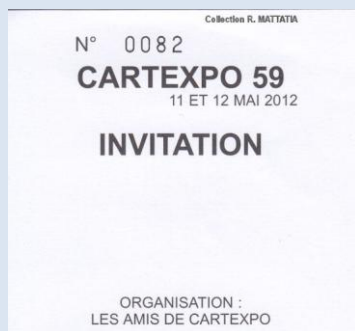 Collection R. MATTATIA
N° 0082
CARTEXPO 59
11 ET 12 MAI 2012
INVITATION
ORGANISATION :
LES AMIS DE CARTEXPO